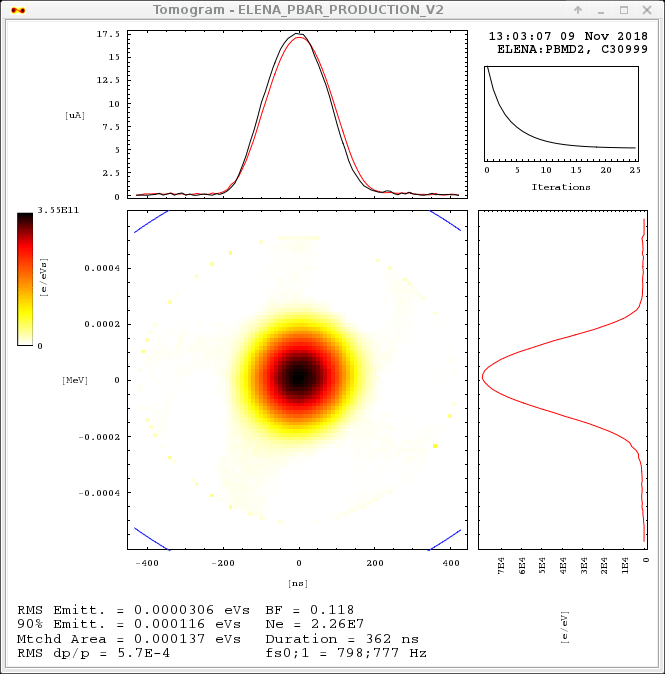 Tomogram - ELENA_PBAR_PRODUCTION_V2
13:03:07 09 Nov 2018
ELENA:PBMD2, C30999
17.5
15
12.5
10
7.5
5
2.5
0
[uA]
0 5 10 15 20 25
Iterations
3.55E11
[e/eVs]
0
0.0004
0.0002
0
-0.0002
-0.0004
[MeV]
-400 -200 0 200 400
[ns]
7E4 6E4 5E4 4E4 3E4 2E4 1E4 0
[e/eV]
RMS Emitt. = 0.0000306 eVs BF = 0.118
90% Emitt. = 0.000116 eVs Ne = 2.26E7
Mtchd Area = 0.000137 eVs Duration = 362 ns
RMS dp/p = 5.7E-4 fs0;1 = 798;777 Hz